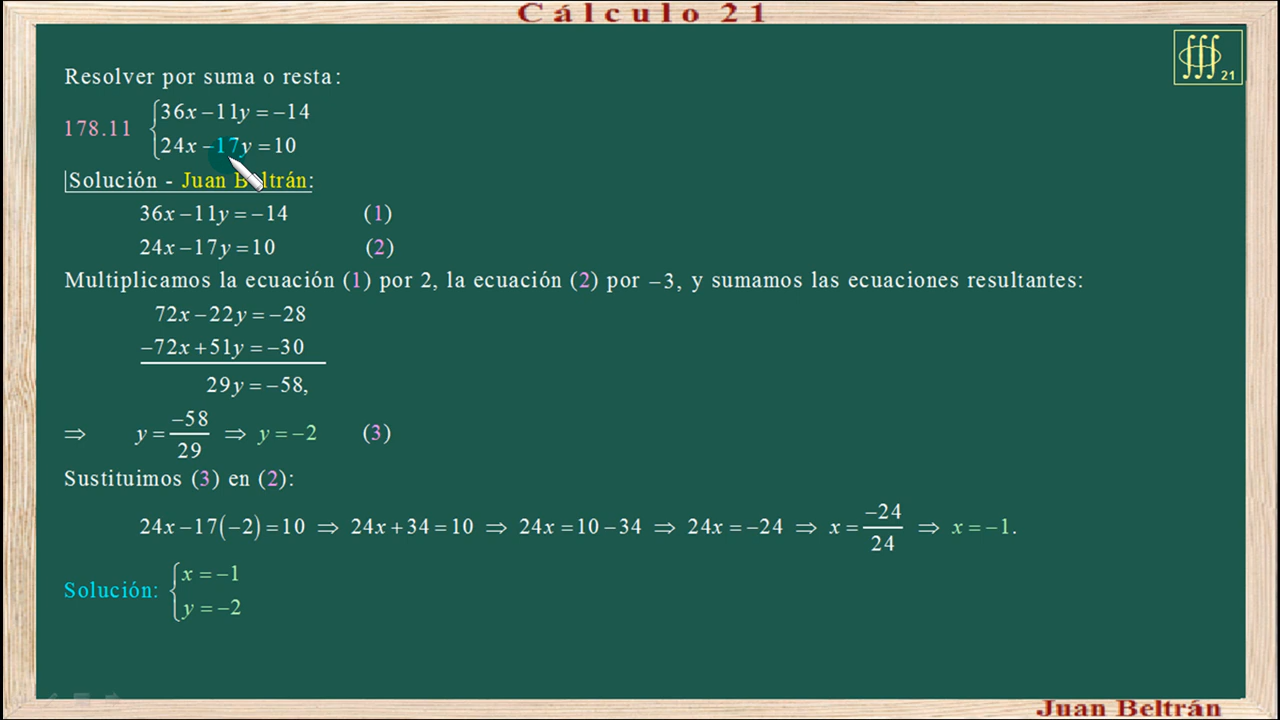 Cálculo 21
∭ 21
Resolver por suma o resta:
178.11 { 36x − 11y = −14
24x − 17y = 10
Solución - Juan Beltrán:
36x − 11y = −14 (1)
24x − 17y = 10 (2)
Multiplicamos la ecuación (1) por 2, la ecuación (2) por −3, y sumamos las ecuaciones resultantes:
72x − 22y = −28
−72x + 51y = −30
29y = −58,
⇒ y = −58/29 ⇒ y = −2 (3)
Sustituimos (3) en (2):
24x − 17(−2) = 10 ⇒ 24x + 34 = 10 ⇒ 24x = 10 − 34 ⇒ 24x = −24 ⇒ x = −24/24 ⇒ x = −1.
Solución: { x = −1
y = −2
Juan Beltrán